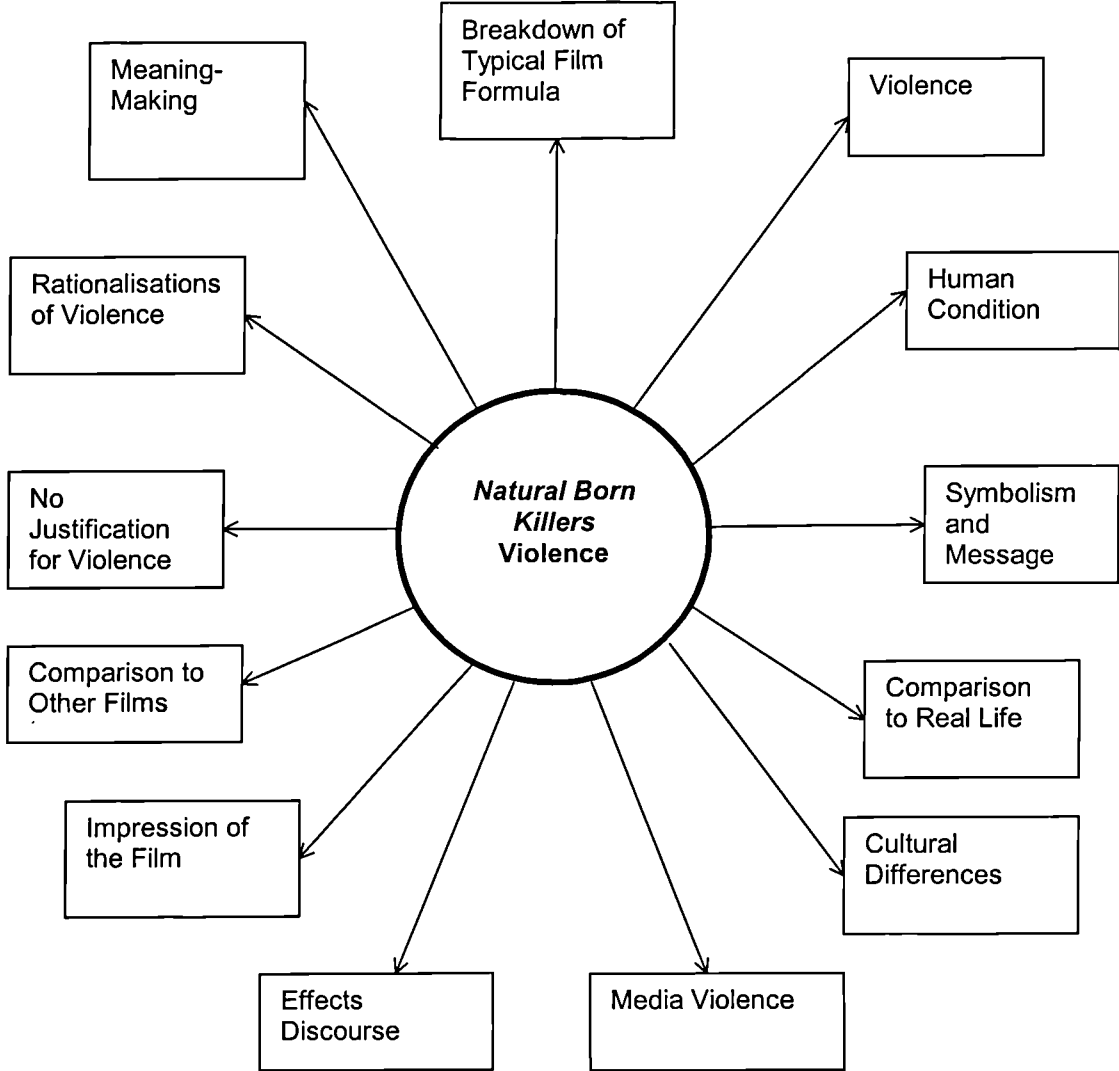 Breakdown of
Typical Film
Formula
Meaning-
Making
Violence
Rationalisations
of Violence
Human
Condition
Natural Born
Killers
Violence
No
Justification
for Violence
Symbolism
and
Message
Comparison to
Other Films
Comparison
to Real Life
Impression of
the Film
Cultural
Differences
Effects
Discourse
Media Violence